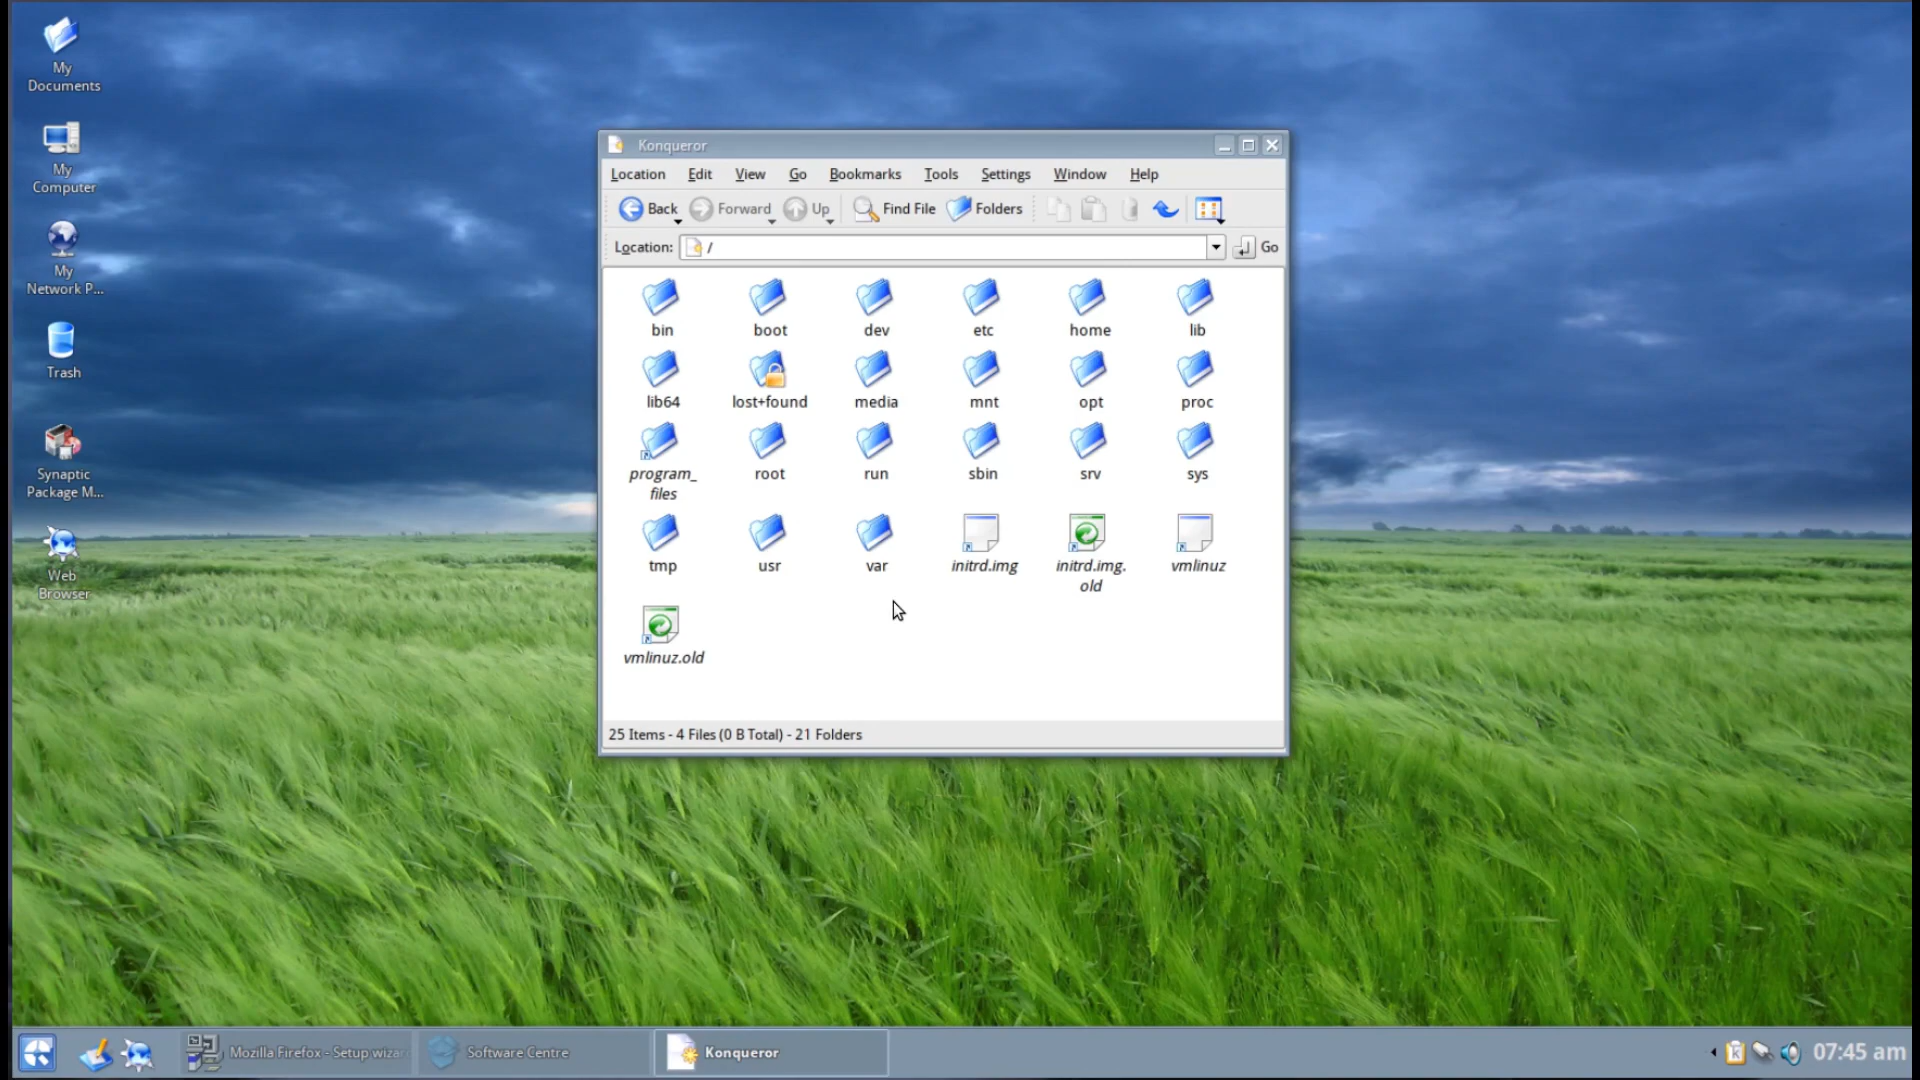 My
Documents
My
Computer
My
Network P...
Trash
Synaptic
Package M...
Web
Browser
Konqueror
Location Edit View Go Bookmarks Tools Settings Window Help
Back Forward Up Find File Folders
Location: / Go
bin boot dev etc home lib
lib64 lost+found media mnt opt proc
program_
files
root run sbin srv sys
tmp usr var initrd.img initrd.img.
old
vmlinuz
vmlinuz.old
25 Items - 4 Files (0 B Total) - 21 Folders
Mozilla Firefox - Setup wizar Software Centre Konqueror 07:45 am